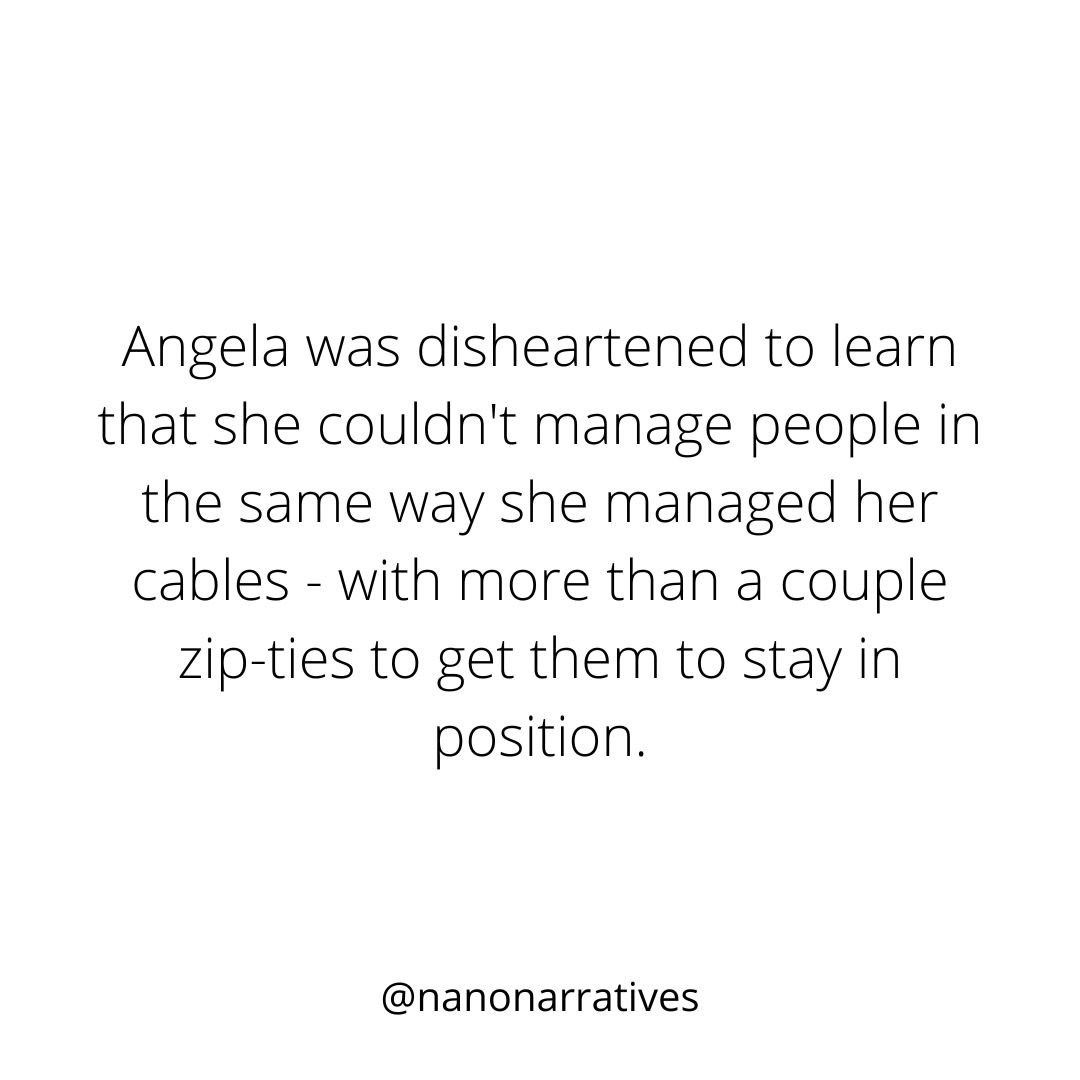 Angela was disheartened to learn
that she couldn't manage people in
the same way she managed her
cables - with more than a couple
zip-ties to get them to stay in
position.
@nanonarratives